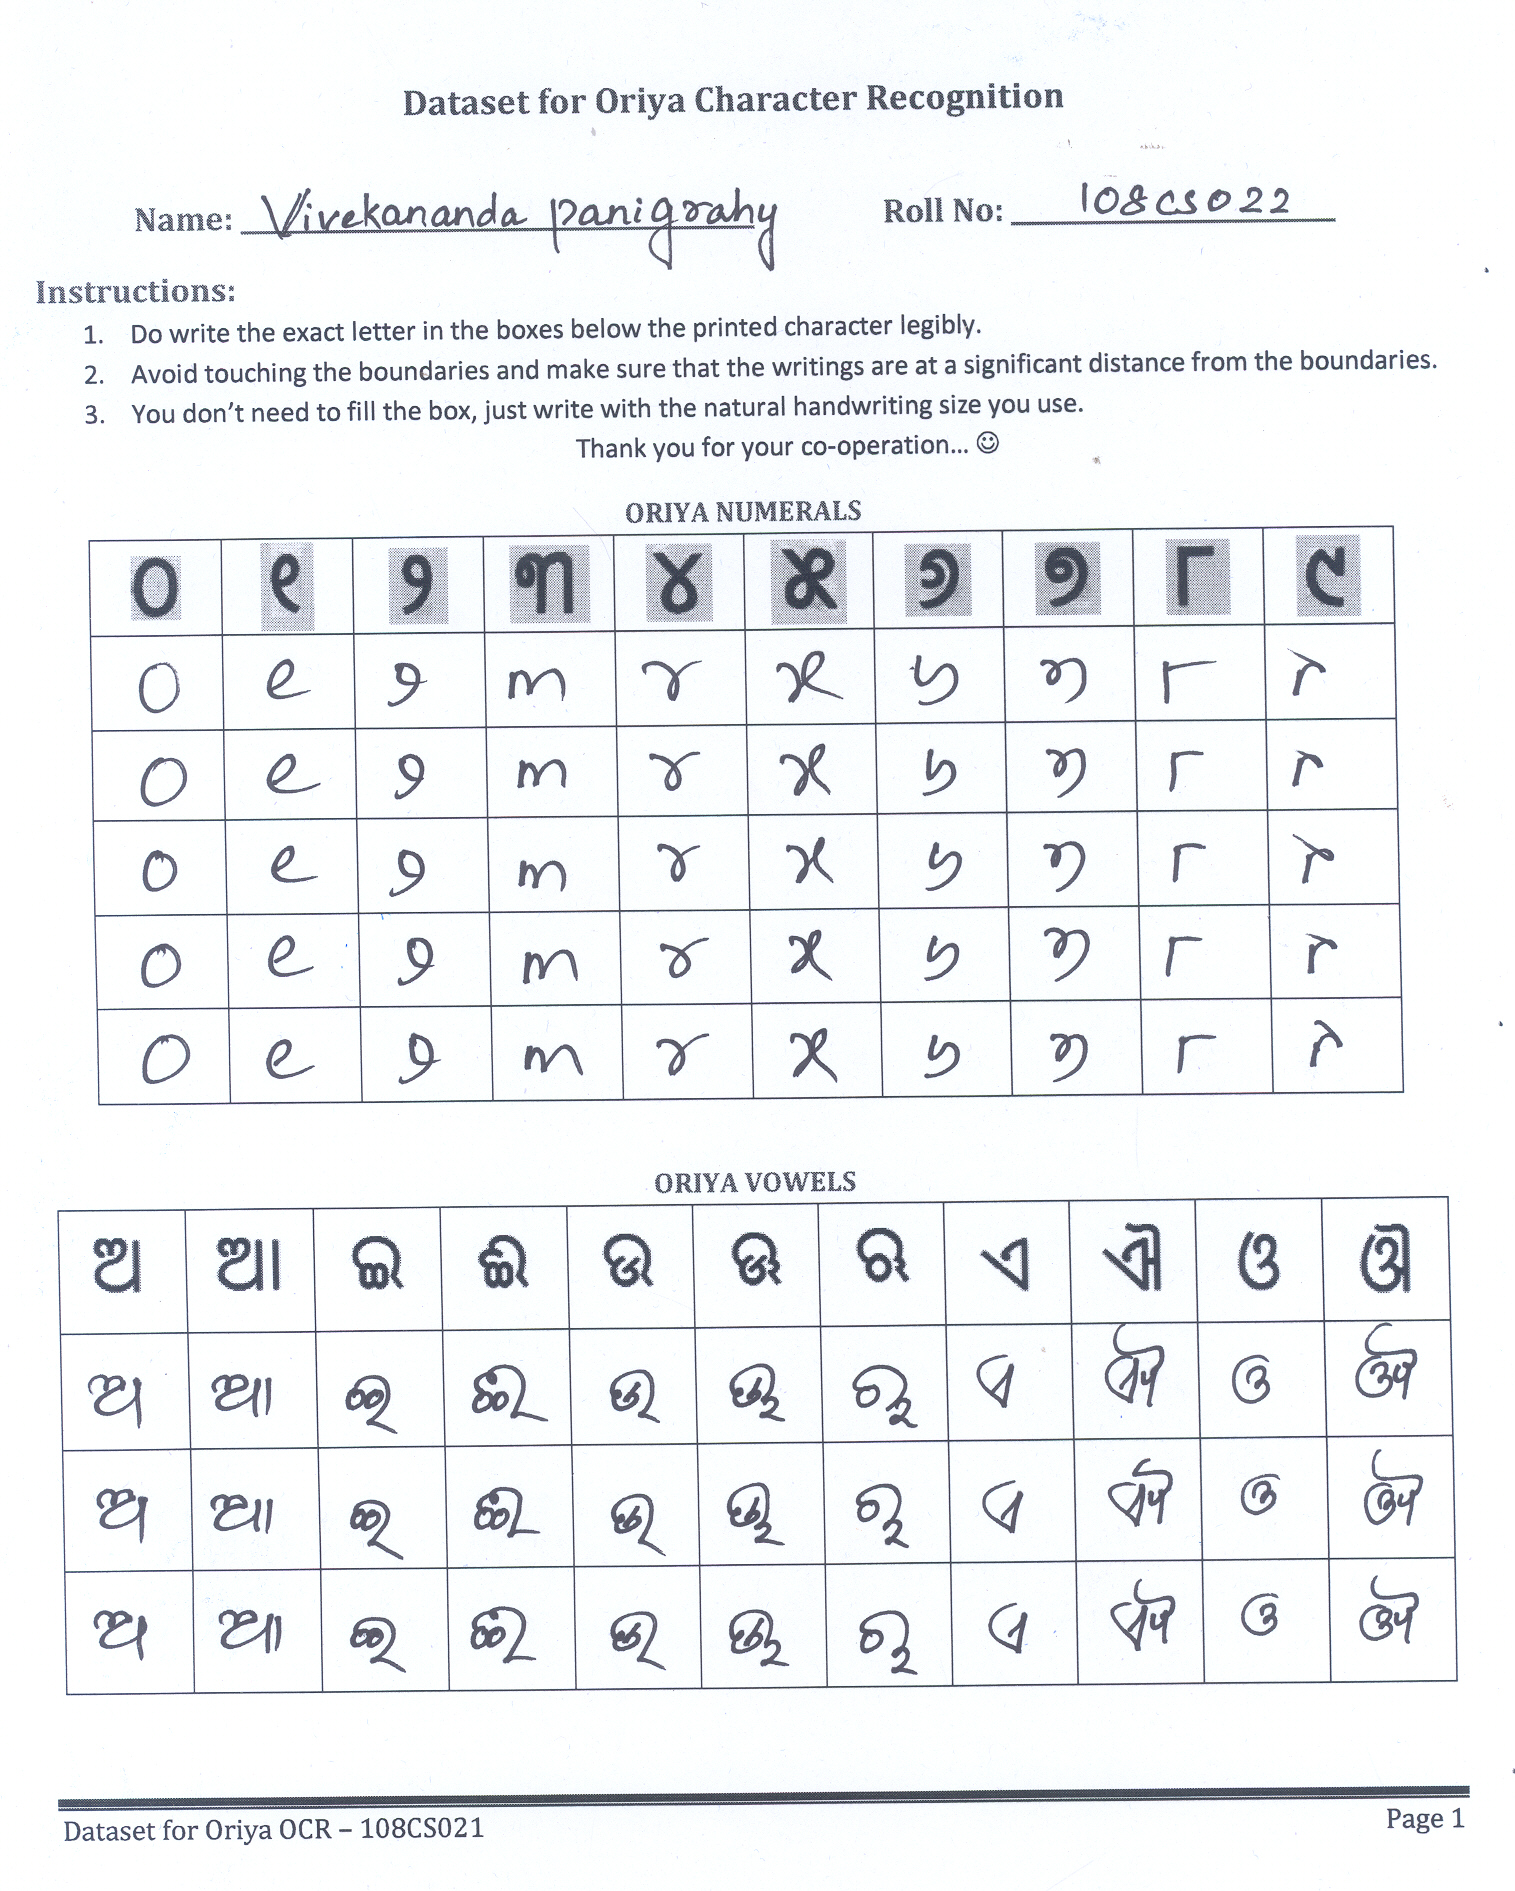 Dataset for Oriya Character Recognition
Name: Vivekananda Panigrahy Roll No: 108CS022
Instructions:
1. Do write the exact letter in the boxes below the printed character legibly.
2. Avoid touching the boundaries and make sure that the writings are at a significant distance from the boundaries.
3. You don't need to fill the box, just write with the natural handwriting size you use.
Thank you for your co-operation... ☺
ORIYA NUMERALS
୦ ୧ ୨ ୩ ୪ ୫ ୬ ୭ ୮ ୯
୦ ୧ ୨ ୩ ୪ ୫ ୬ ୭ ୮ ୯
୦ ୧ ୨ ୩ ୪ ୫ ୬ ୭ ୮ ୯
୦ ୧ ୨ ୩ ୪ ୫ ୬ ୭ ୮ ୯
୦ ୧ ୨ ୩ ୪ ୫ ୬ ୭ ୮ ୯
୦ ୧ ୨ ୩ ୪ ୫ ୬ ୭ ୮ ୯
ORIYA VOWELS
ଅ ଆ ଇ ଈ ଉ ଊ ଋ ଏ ଐ ଓ ଔ
ଅ ଆ ଇ ଈ ଉ ଊ ଋ ଏ ଐ ଓ ଔ
ଅ ଆ ଇ ଈ ଉ ଊ ଋ ଏ ଐ ଓ ଔ
ଅ ଆ ଇ ଈ ଉ ଊ ଋ ଏ ଐ ଓ ଔ
Dataset for Oriya OCR – 108CS021 Page 1